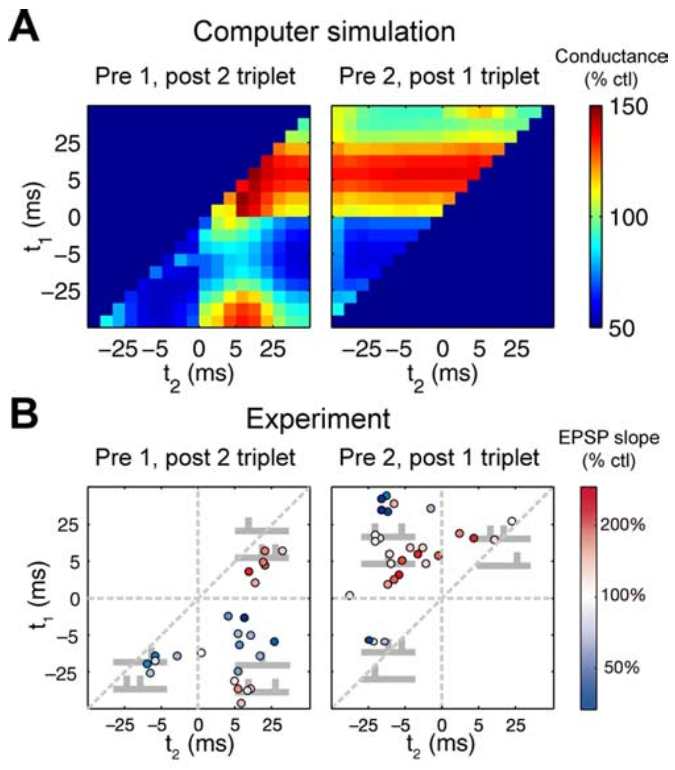 A
Computer simulation
Pre 1, post 2 triplet
Pre 2, post 1 triplet
Conductance
(% ctl)
150
100
50
25
5
0
−5
−25
t1 (ms)
−25 −5 0 5 25
t2 (ms)
−25 −5 0 5 25
t2 (ms)
B
Experiment
Pre 1, post 2 triplet
Pre 2, post 1 triplet
EPSP slope
(% ctl)
200%
100%
50%
25
5
0
−5
−25
t1 (ms)
−25 −5 0 5 25
t2 (ms)
−25 −5 0 5 25
t2 (ms)